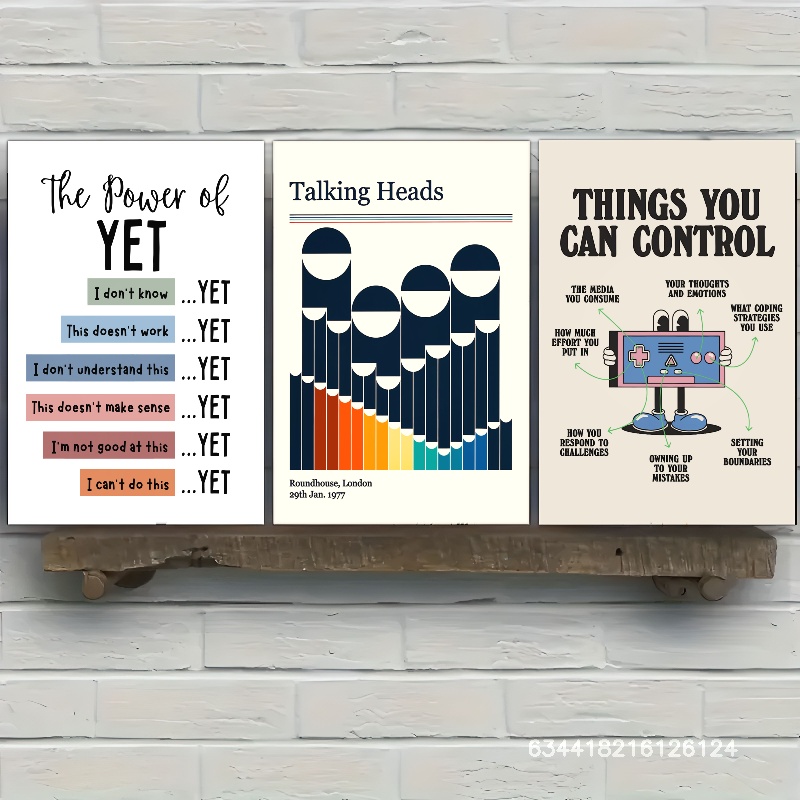 The Power of
YET
I don't know ...YET
This doesn't work ...YET
I don't understand this ...YET
This doesn't make sense ...YET
I'm not good at this ...YET
I can't do this ...YET
Talking Heads
Roundhouse, London
29th Jan. 1977
THINGS YOU
CAN CONTROL
THE MEDIA
YOU CONSUME
YOUR THOUGHTS
AND EMOTIONS
WHAT COPING
STRATEGIES
YOU USE
HOW MUCH
EFFORT YOU
PUT IN
HOW YOU
RESPOND TO
CHALLENGES
OWNING UP
TO YOUR
MISTAKES
SETTING
YOUR
BOUNDARIES
634418216126124